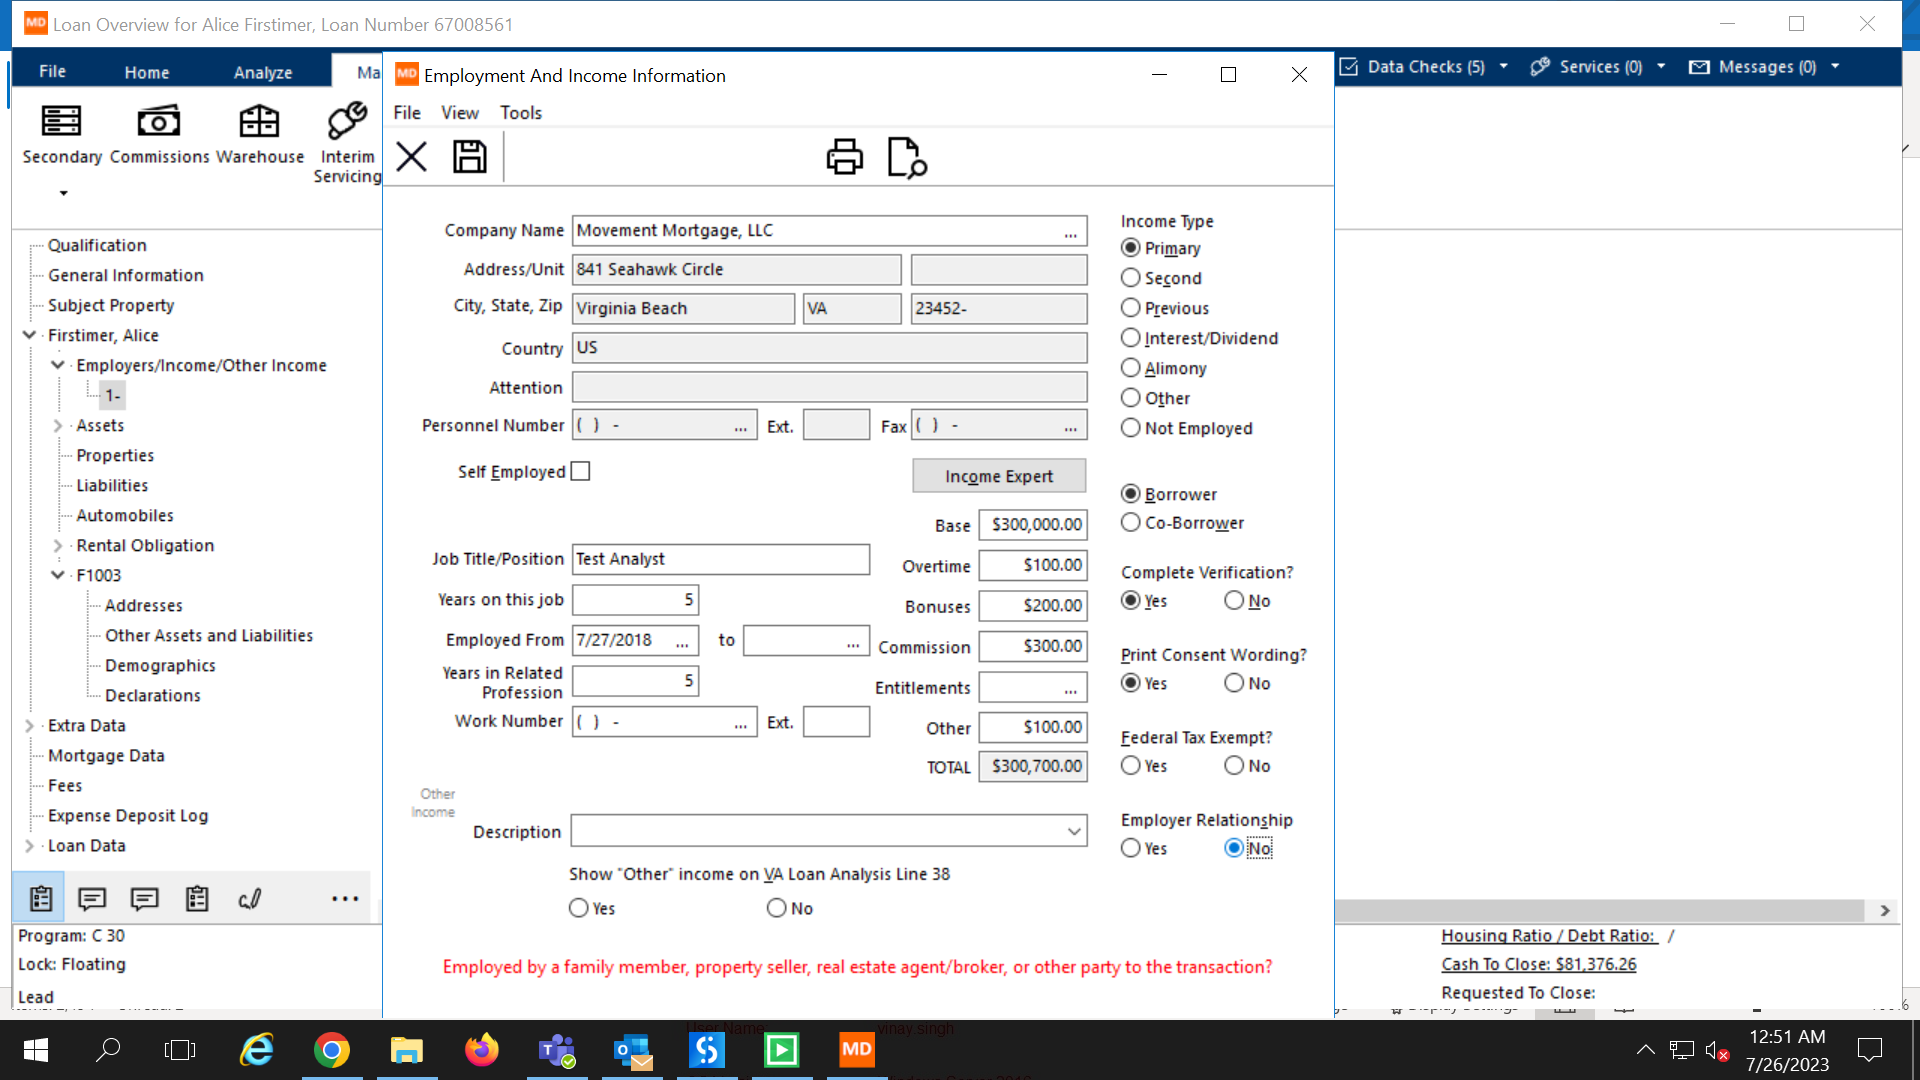 MD Loan Overview for Alice Firstimer, Loan Number 67008561
File Home Analyze Ma
Data Checks (5) Services (0) Messages (0)
Secondary Commissions Warehouse Interim Servicing
Qualification
General Information
Subject Property
Firstimer, Alice
Employers/Income/Other Income
1-
Assets
Properties
Liabilities
Automobiles
Rental Obligation
F1003
Addresses
Other Assets and Liabilities
Demographics
Declarations
Extra Data
Mortgage Data
Fees
Expense Deposit Log
Loan Data
...
Program: C 30
Lock: Floating
Lead
MD Employment And Income Information
File View Tools
Company Name Movement Mortgage, LLC ...
Address/Unit 841 Seahawk Circle
City, State, Zip Virginia Beach VA 23452-
Country US
Attention
Personnel Number ( ) - ... Ext. Fax ( ) - ...
Self Employed
Income Expert
Job Title/Position Test Analyst
Years on this job 5
Employed From 7/27/2018 ... to ...
Years in Related
Profession 5
Work Number ( ) - ... Ext.
Base $300,000.00
Overtime $100.00
Bonuses $200.00
Commission $300.00
Entitlements ...
Other $100.00
TOTAL $300,700.00
Other
Income
Description
Show "Other" income on VA Loan Analysis Line 38
Yes No
Employed by a family member, property seller, real estate agent/broker, or other party to the transaction?
Income Type
Primary
Second
Previous
Interest/Dividend
Alimony
Other
Not Employed
Borrower
Co-Borrower
Complete Verification?
Yes No
Print Consent Wording?
Yes No
Federal Tax Exempt?
Yes No
Employer Relationship
Yes No
Housing Ratio / Debt Ratio: /
Cash To Close: $81,376.26
Requested To Close:
User Name vinay.singh
MD
12:51 AM
7/26/2023